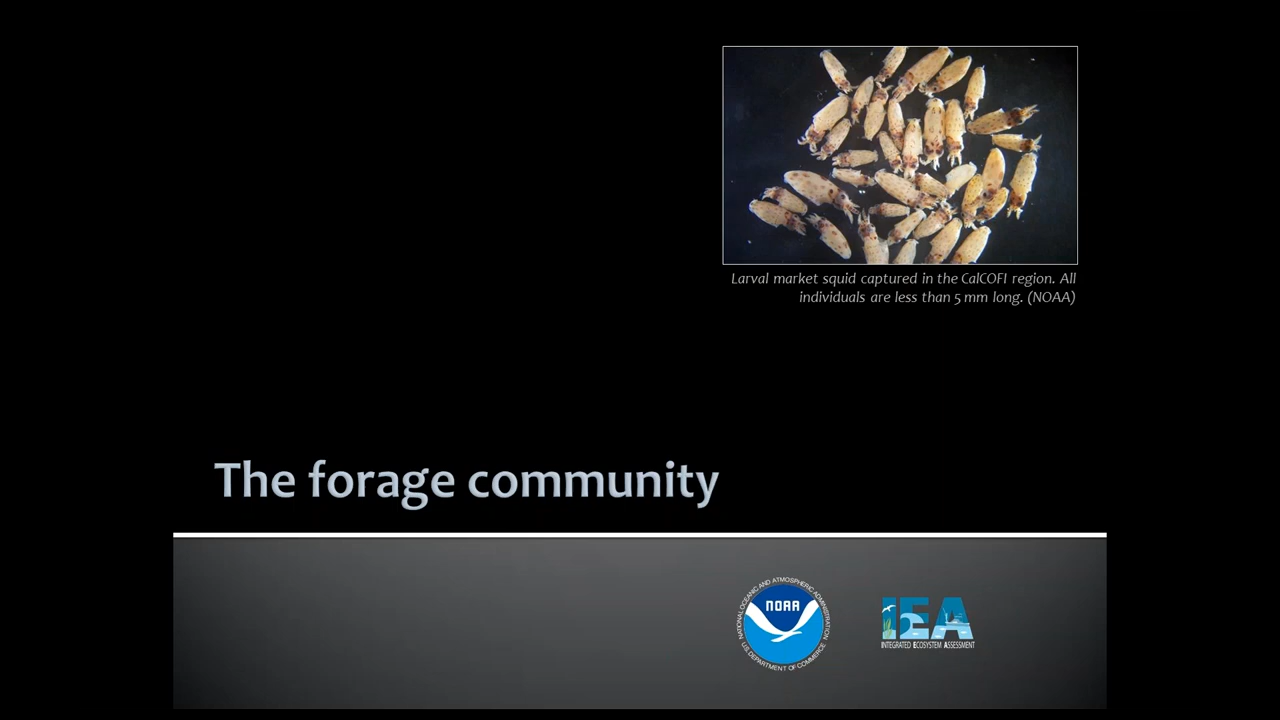 Larval market squid captured in the CalCOFI region. All
individuals are less than 5 mm long. (NOAA)
The forage community
NATIONAL OCEANIC AND ATMOSPHERIC ADMINISTRATION
NOAA
U.S. DEPARTMENT OF COMMERCE
IEA
INTEGRATED ECOSYSTEM ASSESSMENT